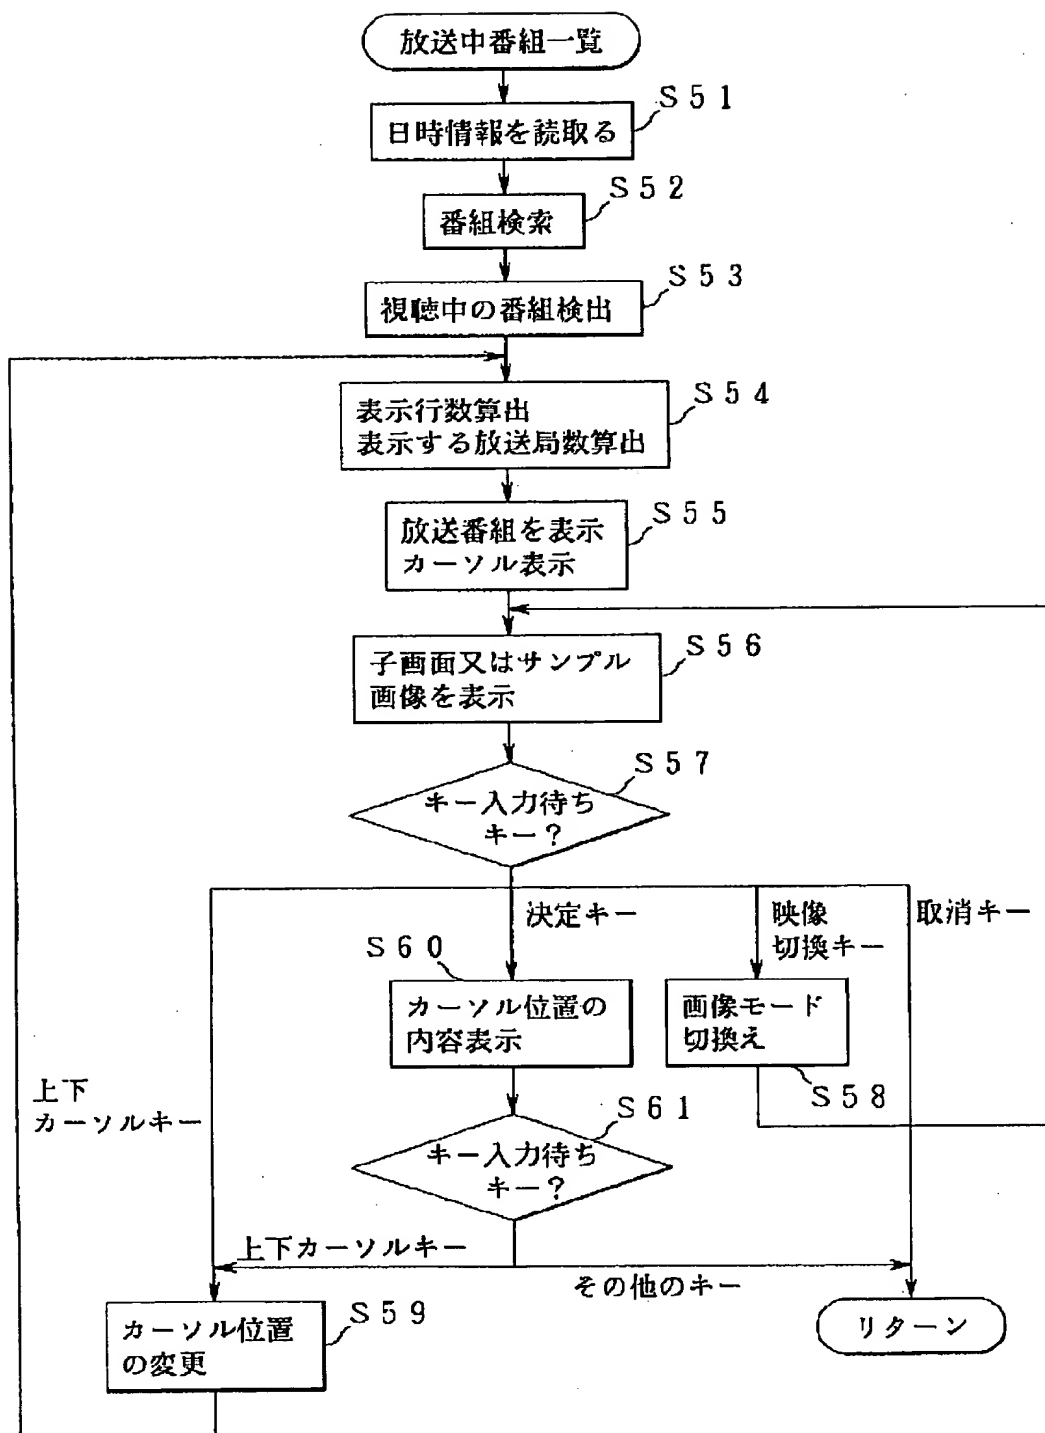 放送中番組一覧
S51
日時情報を読取る
S52
番組検索
S53
視聴中の番組検出
S54
表示行数算出
表示する放送局数算出
S55
放送番組を表示
カーソル表示
S56
子画面又はサンプル
画像を表示
S57
キー入力待ち
キー?
決定キー
映像
切換キー
取消キー
S60
カーソル位置の
内容表示
画像モード
切換え
S58
上下
カーソルキー
S61
キー入力待ち
キー?
上下カーソルキー
その他のキー
S59
カーソル位置
の変更
リターン